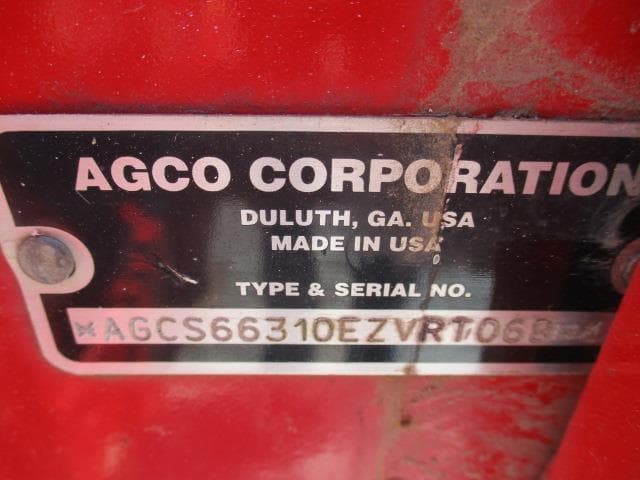 AGCO CORPORATION
DULUTH, GA. USA
MADE IN USA
TYPE & SERIAL NO.